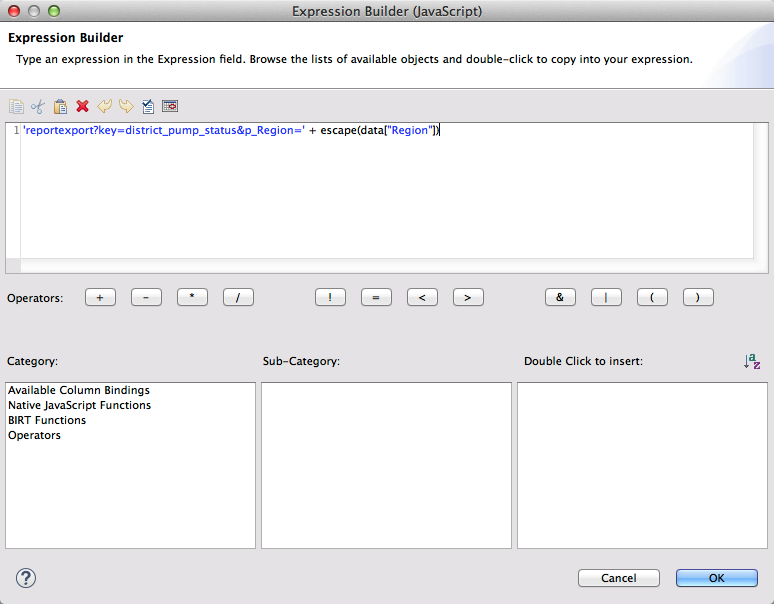 Expression Builder (JavaScript)
Expression Builder
Type an expression in the Expression field. Browse the lists of available objects and double-click to copy into your expression.
1 'reportexport?key=district_pump_status&p_Region=' + escape(data["Region"])
Operators: + - * / ! = < > & | ( )
Category: Sub-Category: Double Click to insert: a z
Available Column Bindings
Native JavaScript Functions
BIRT Functions
Operators
? Cancel OK